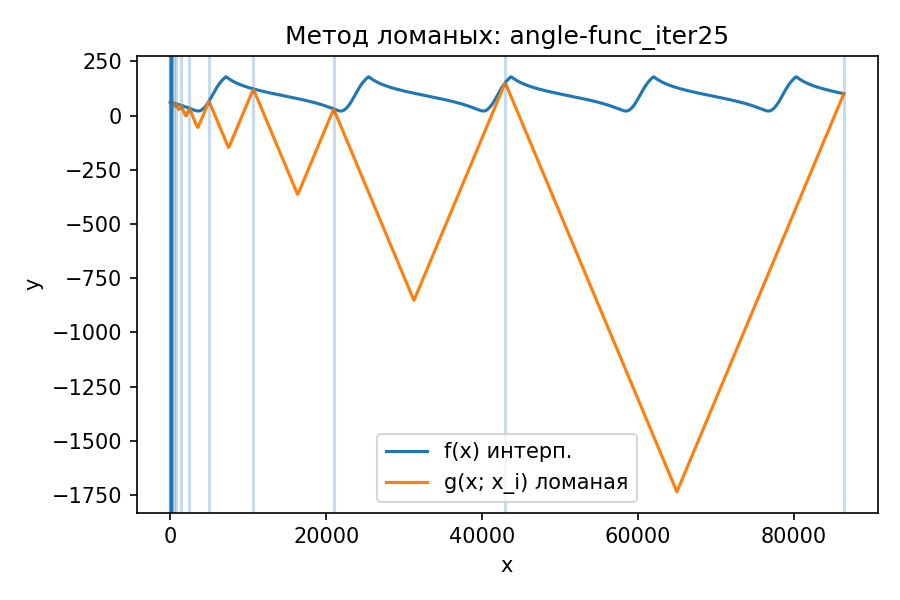 Метод ломаных: angle-func_iter25
250
0
−250
−500
−750
−1000
−1250
−1500
−1750
y
f(x) интерп.
g(x; x_i) ломаная
0
20000
40000
60000
80000
x